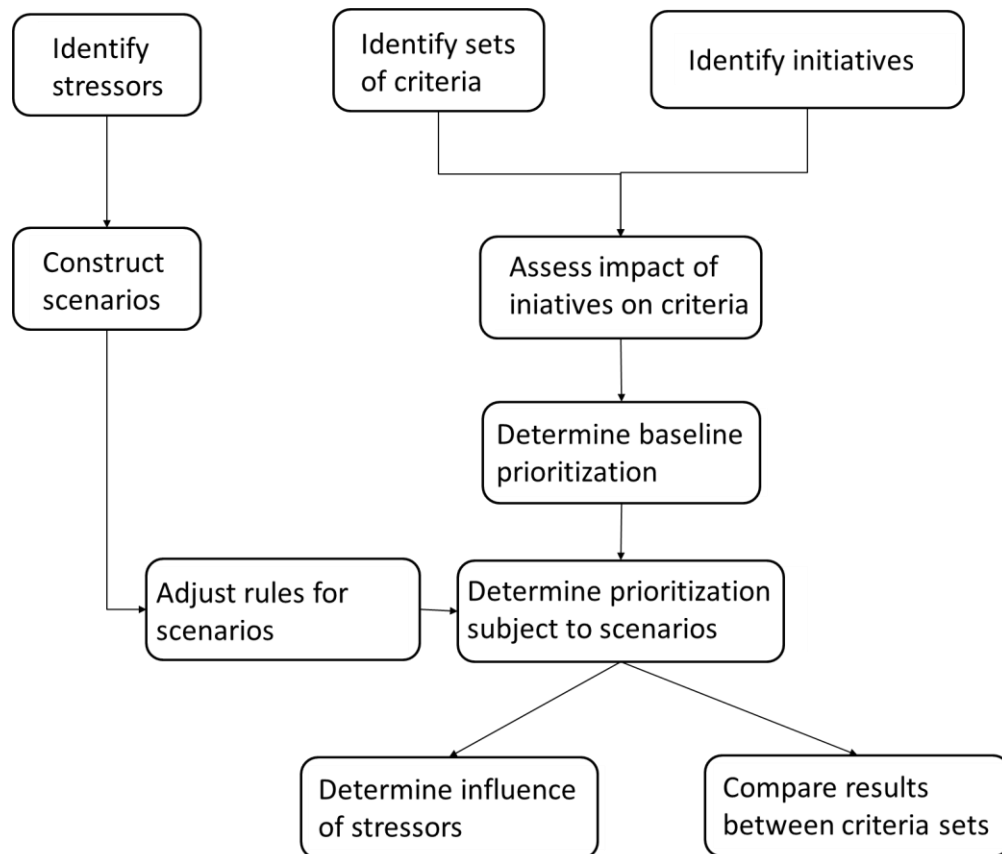 Identify
stressors
Identify sets
of criteria
Identify initiatives
Construct
scenarios
Assess impact of
iniatives on criteria
Determine baseline
prioritization
Adjust rules for
scenarios
Determine prioritization
subject to scenarios
Determine influence
of stressors
Compare results
between criteria sets